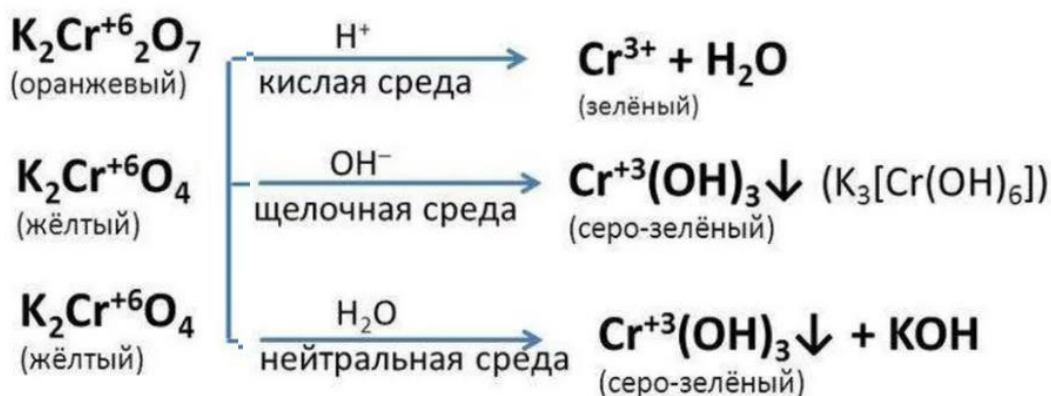 K₂Cr⁺⁶₂O₇ H⁺ Cr³⁺ + H₂O
(оранжевый) кислая среда (зелёный)
K₂Cr⁺⁶O₄ OH⁻ Cr⁺³(OH)₃↓ (K₃[Cr(OH)₆])
(жёлтый) щелочная среда (серо-зелёный)
K₂Cr⁺⁶O₄ H₂O Cr⁺³(OH)₃↓ + KOH
(жёлтый) нейтральная среда (серо-зелёный)